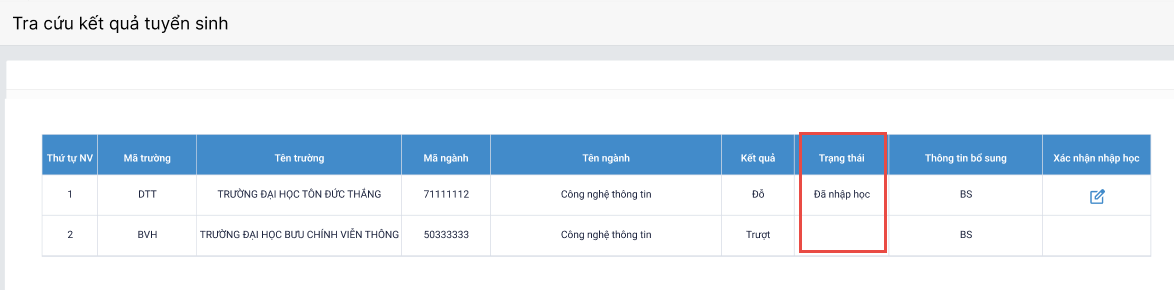 Tra cứu kết quả tuyển sinh
Thứ tự NV Mã trường Tên trường Mã ngành Tên ngành Kết quả Trạng thái Thông tin bổ sung Xác nhận nhập học
1 DTT TRƯỜNG ĐẠI HỌC TÔN ĐỨC THẮNG 71111112 Công nghệ thông tin Đỗ Đã nhập học BS
2 BVH TRƯỜNG ĐẠI HỌC BƯU CHÍNH VIỄN THÔNG 50333333 Công nghệ thông tin Trượt BS